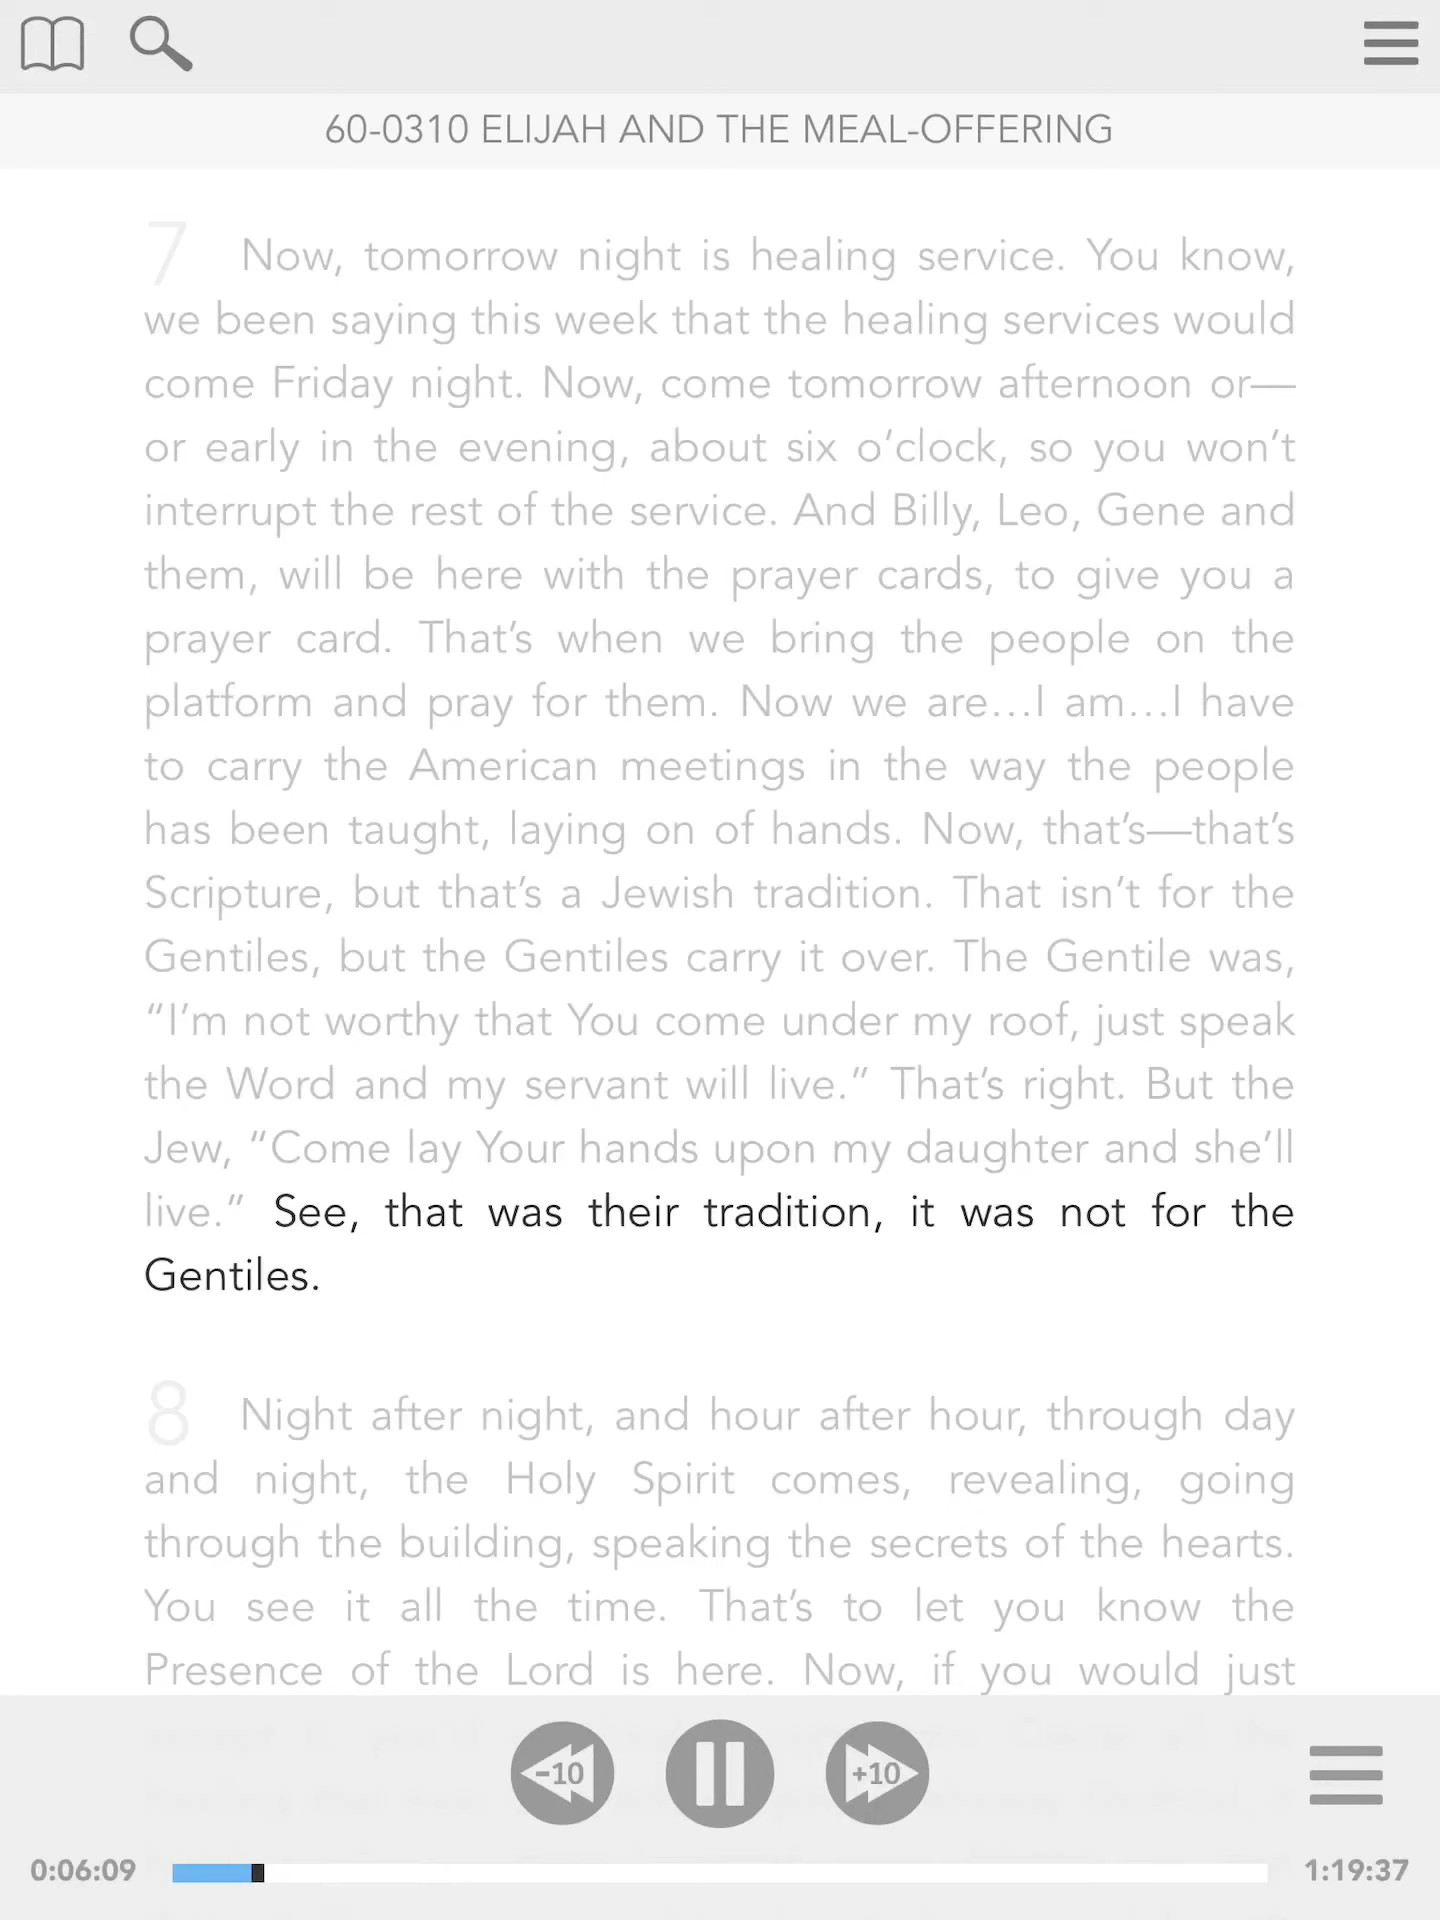 60-0310 ELIJAH AND THE MEAL-OFFERING
7 Now, tomorrow night is healing service. You know,
we been saying this week that the healing services would
come Friday night. Now, come tomorrow afternoon or—
or early in the evening, about six o’clock, so you won’t
interrupt the rest of the service. And Billy, Leo, Gene and
them, will be here with the prayer cards, to give you a
prayer card. That’s when we bring the people on the
platform and pray for them. Now we are…I am…I have
to carry the American meetings in the way the people
has been taught, laying on of hands. Now, that’s—that’s
Scripture, but that’s a Jewish tradition. That isn’t for the
Gentiles, but the Gentiles carry it over. The Gentile was,
“I’m not worthy that You come under my roof, just speak
the Word and my servant will live.” That’s right. But the
Jew, “Come lay Your hands upon my daughter and she’ll
live.” See, that was their tradition, it was not for the
Gentiles.
8 Night after night, and hour after hour, through day
and night, the Holy Spirit comes, revealing, going
through the building, speaking the secrets of the hearts.
You see it all the time. That’s to let you know the
Presence of the Lord is here. Now, if you would just
-10 +10
0:06:09 1:19:37